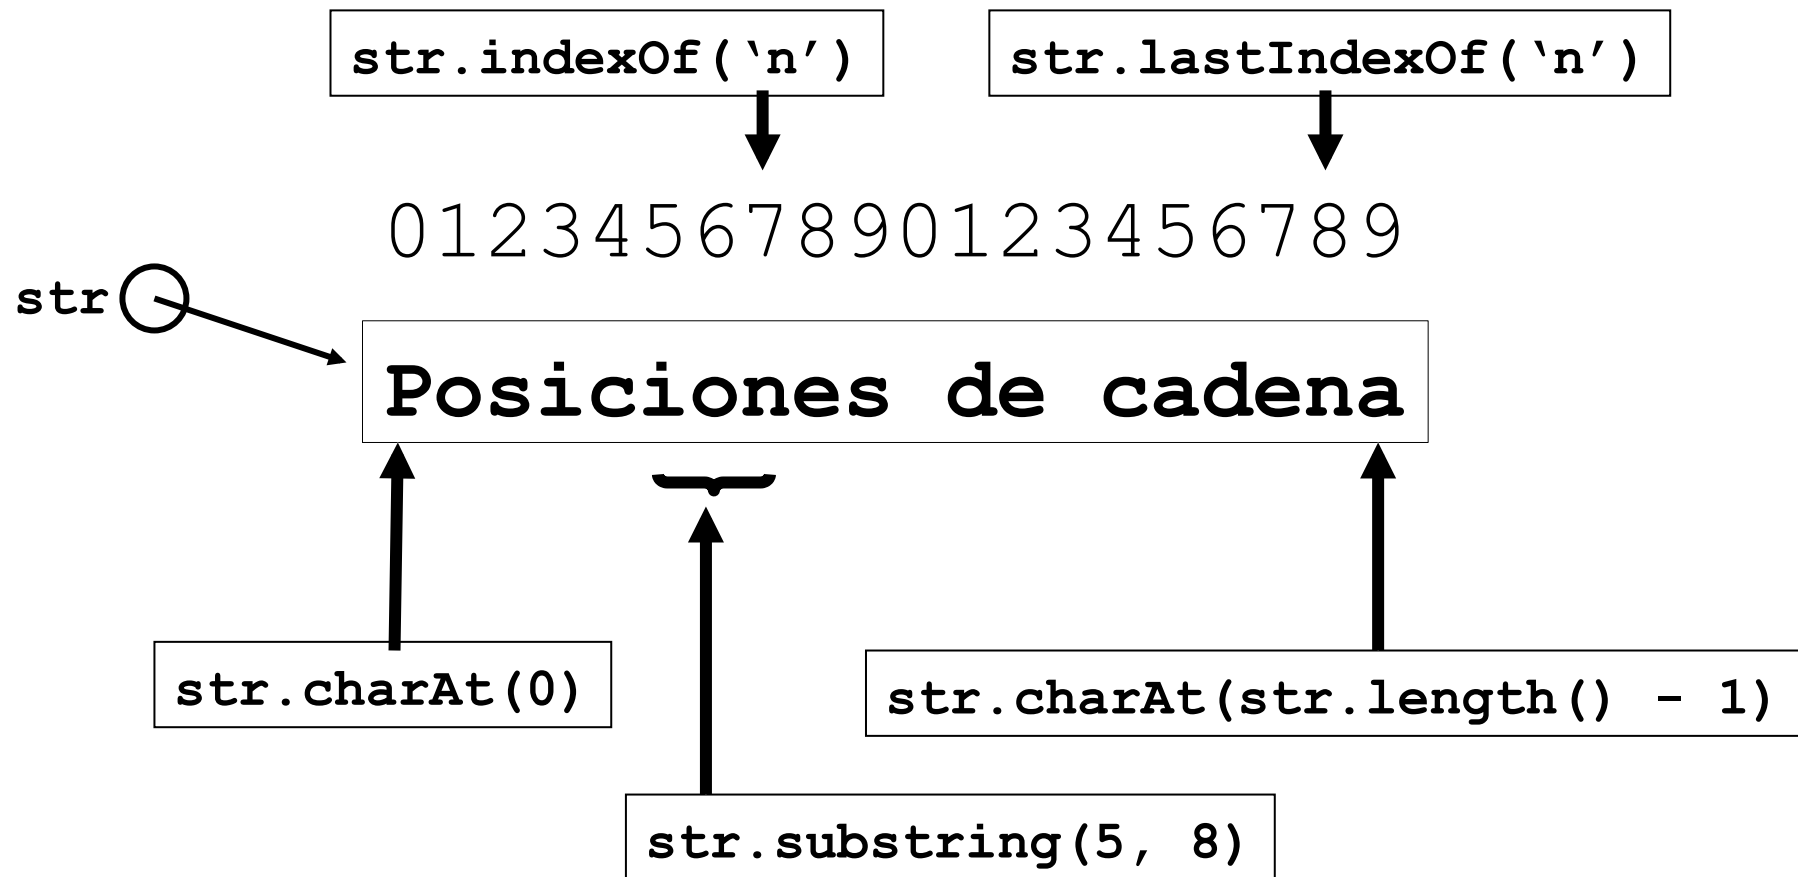 str.indexOf(‘n’)
str.lastIndexOf(‘n’)
01234567890123456789
str
Posiciones de cadena
str.charAt(0)
str.charAt(str.length() - 1)
str.substring(5, 8)